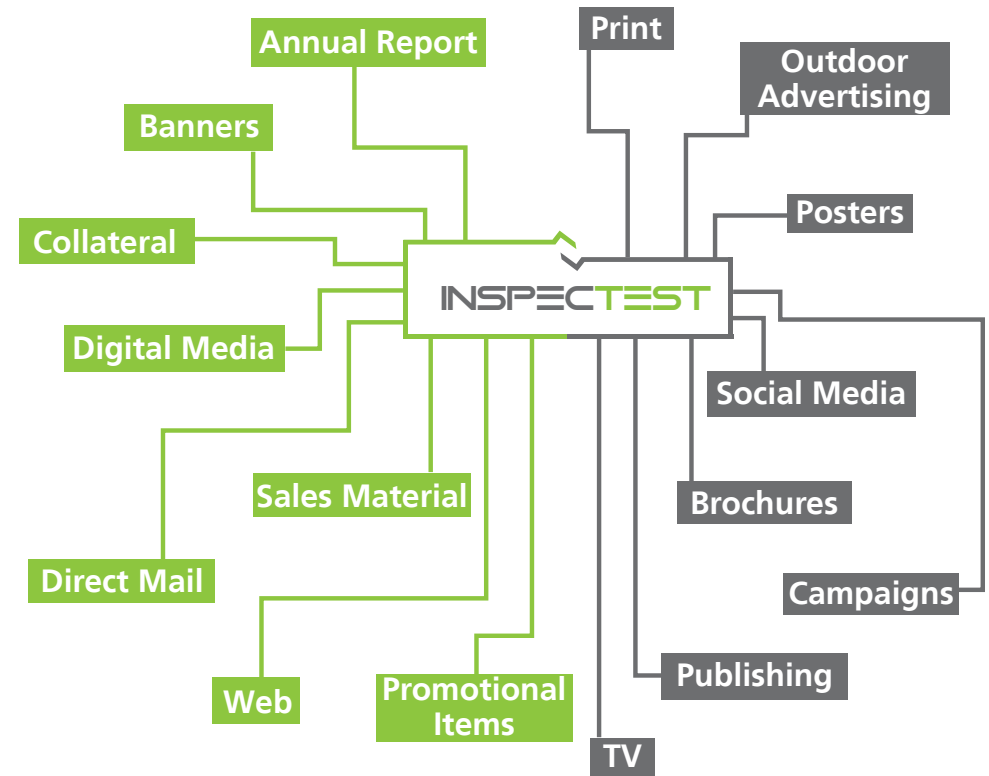 Annual Report
Print
Outdoor
Advertising
Banners
Posters
Collateral
INSPECTEST
Digital Media
Social Media
Sales Material
Brochures
Direct Mail
Campaigns
Publishing
Promotional
Items
Web
TV